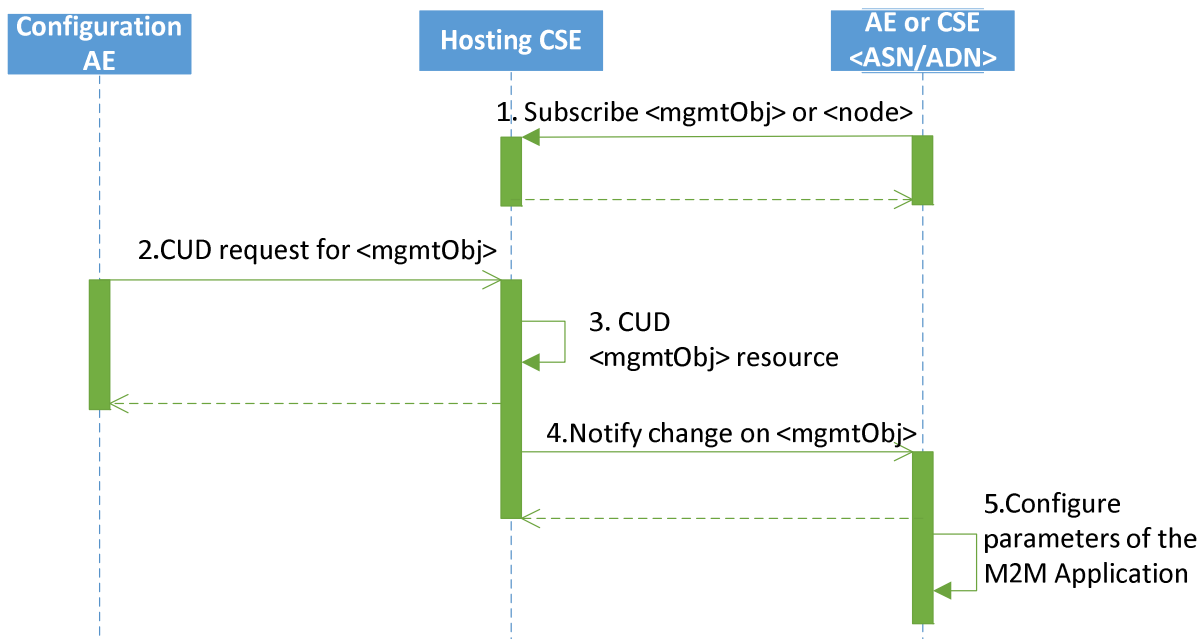 Configuration
AE
Hosting CSE
AE or CSE
<ASN/ADN>
1. Subscribe <mgmtObj> or <node>
2.CUD request for <mgmtObj>
3. CUD
<mgmtObj> resource
4.Notify change on <mgmtObj>
5.Configure
parameters of the
M2M Application